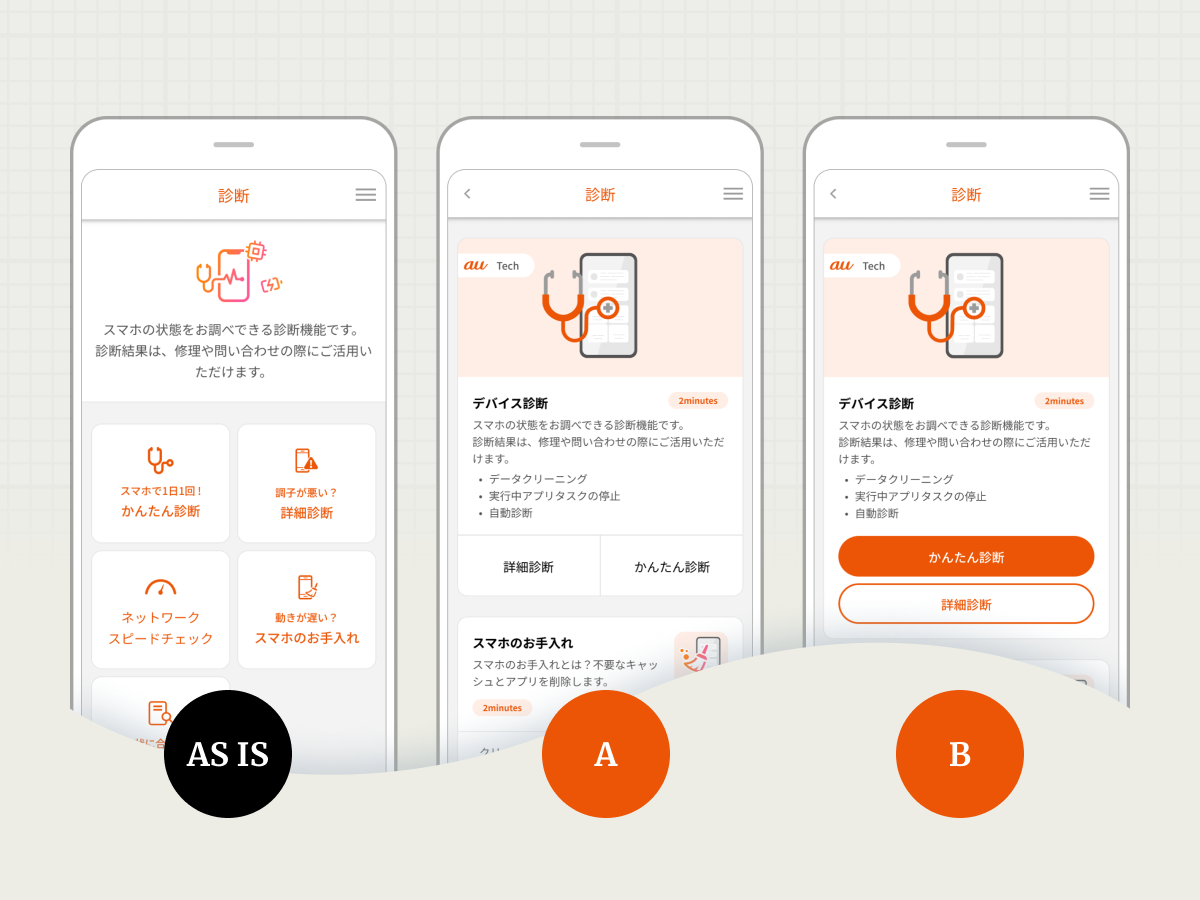 診断
スマホの状態をお調べできる診断機能です。
診断結果は、修理や問い合わせの際にご活用い
ただけます。
スマホで1日1回！
かんたん診断
調子が悪い？
詳細診断
ネットワーク
スピードチェック
動きが遅い？
スマホのお手入れ
AS IS
診断
au Tech
デバイス診断
2minutes
スマホの状態をお調べできる診断機能です。
診断結果は、修理や問い合わせの際にご活用いただ
けます。
・データクリーニング
・実行中アプリタスクの停止
・自動診断
詳細診断
かんたん診断
スマホのお手入れ
スマホのお手入れとは？不要なキャッ
シュとアプリを削除します。
2minutes
A
診断
au Tech
デバイス診断
2minutes
スマホの状態をお調べできる診断機能です。
診断結果は、修理や問い合わせの際にご活用いただ
けます。
・データクリーニング
・実行中アプリタスクの停止
・自動診断
かんたん診断
詳細診断
B